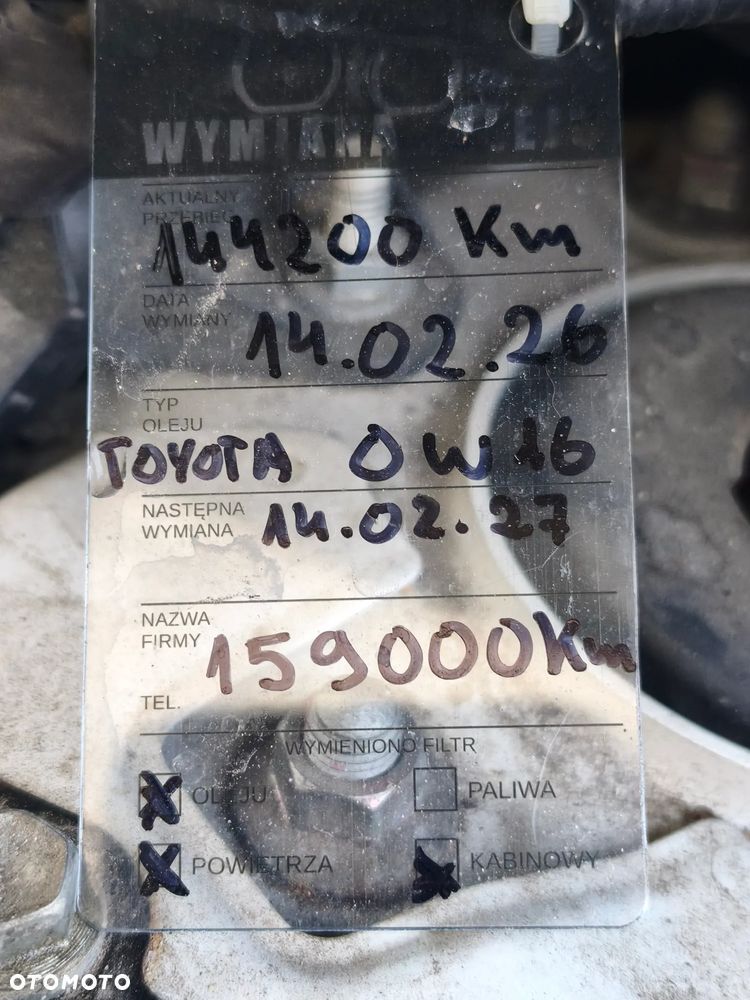 WYMIANA OLEJU
AKTUALNY
PRZEBIEG
144200 Km
DATA
WYMIANY
14.02.26
TYP
OLEJU
TOYOTA 0W16
NASTĘPNA
WYMIANA
14.02.27
NAZWA
FIRMY
159000Km
TEL.
WYMIENIONO FILTR
X OLEJU
PALIWA
X POWIETRZA
X KABINOWY
OTOMOTO